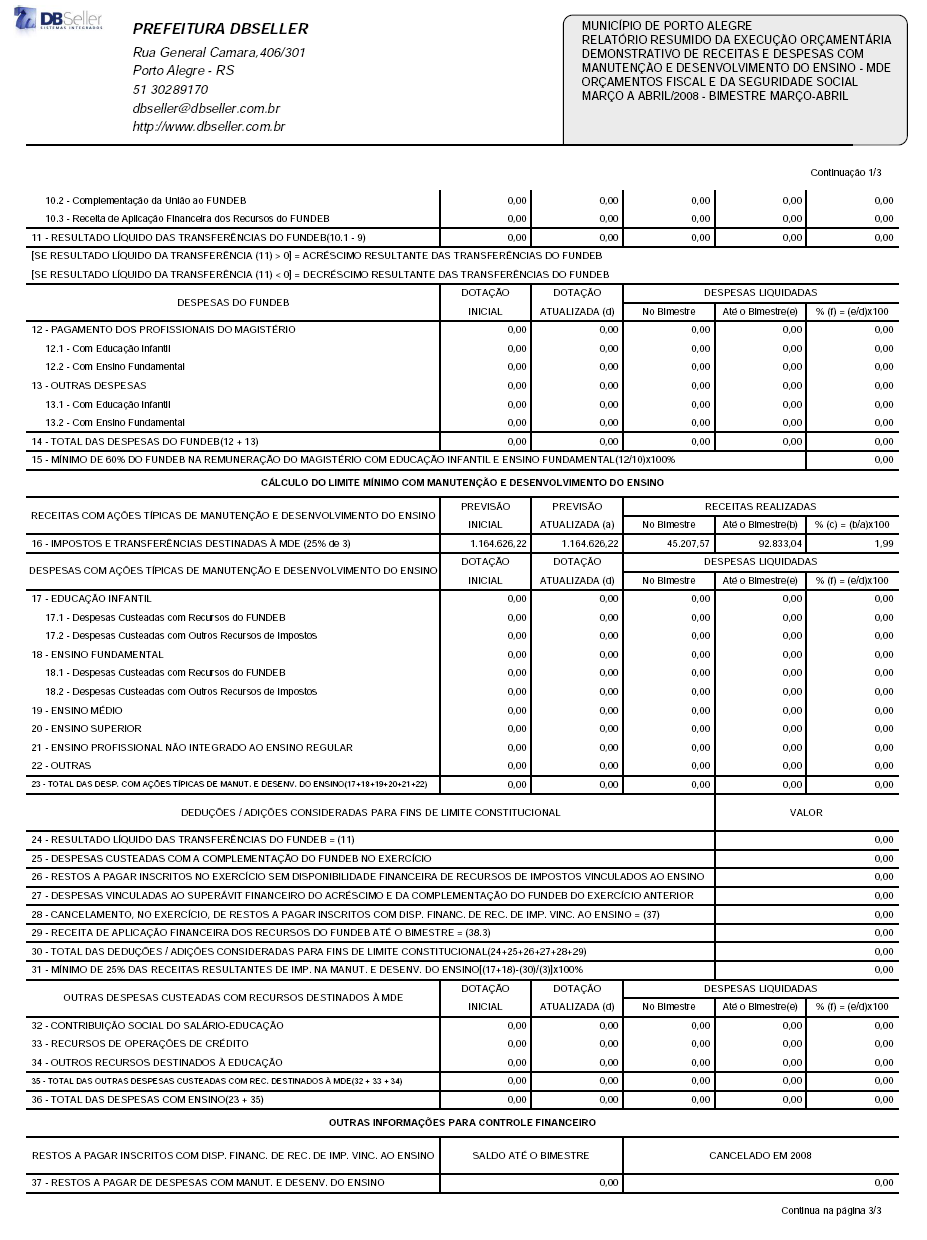 DBSeller
SISTEMAS INTEGRADOS
PREFEITURA DBSELLER
Rua General Camara,406/301
Porto Alegre - RS
51 30289170
dbseller@dbseller.com.br
http://www.dbseller.com.br
MUNICÍPIO DE PORTO ALEGRE
RELATÓRIO RESUMIDO DA EXECUÇÃO ORÇAMENTÁRIA
DEMONSTRATIVO DE RECEITAS E DESPESAS COM
MANUTENÇÃO E DESENVOLVIMENTO DO ENSINO - MDE
ORÇAMENTOS FISCAL E DA SEGURIDADE SOCIAL
MARÇO A ABRIL/2008 - BIMESTRE MARÇO-ABRIL
Continuação 1/3
10.2 - Complementação da União ao FUNDEB 0,00 0,00 0,00 0,00 0,00
10.3 - Receita de Aplicação Financeira dos Recursos do FUNDEB 0,00 0,00 0,00 0,00 0,00
11 - RESULTADO LÍQUIDO DAS TRANSFERÊNCIAS DO FUNDEB(10.1 - 9) 0,00 0,00 0,00 0,00 0,00
[SE RESULTADO LÍQUIDO DA TRANSFERÊNCIA (11) > 0] = ACRÉSCIMO RESULTANTE DAS TRANSFERÊNCIAS DO FUNDEB
[SE RESULTADO LÍQUIDO DA TRANSFERÊNCIA (11) < 0] = DECRÉSCIMO RESULTANTE DAS TRANSFERÊNCIAS DO FUNDEB
DESPESAS DO FUNDEB DOTAÇÃO DOTAÇÃO DESPESAS LIQUIDADAS
INICIAL ATUALIZADA (d) No Bimestre Até o Bimestre(e) % (f) = (e/d)x100
12 - PAGAMENTO DOS PROFISSIONAIS DO MAGISTÉRIO 0,00 0,00 0,00 0,00 0,00
12.1 - Com Educação Infantil 0,00 0,00 0,00 0,00 0,00
12.2 - Com Ensino Fundamental 0,00 0,00 0,00 0,00 0,00
13 - OUTRAS DESPESAS 0,00 0,00 0,00 0,00 0,00
13.1 - Com Educação Infantil 0,00 0,00 0,00 0,00 0,00
13.2 - Com Ensino Fundamental 0,00 0,00 0,00 0,00 0,00
14 - TOTAL DAS DESPESAS DO FUNDEB(12 + 13) 0,00 0,00 0,00 0,00 0,00
15 - MÍNIMO DE 60% DO FUNDEB NA REMUNERAÇÃO DO MAGISTÉRIO COM EDUCAÇÃO INFANTIL E ENSINO FUNDAMENTAL(12/10)x100% 0,00
CÁLCULO DO LIMITE MÍNIMO COM MANUTENÇÃO E DESENVOLVIMENTO DO ENSINO
RECEITAS COM AÇÕES TÍPICAS DE MANUTENÇÃO E DESENVOLVIMENTO DO ENSINO PREVISÃO PREVISÃO RECEITAS REALIZADAS
INICIAL ATUALIZADA (a) No Bimestre Até o Bimestre(b) % (c) = (b/a)x100
16 - IMPOSTOS E TRANSFERÊNCIAS DESTINADAS À MDE (25% de 3) 1.164.626,22 1.164.626,22 45.207,57 92.833,04 1,99
DESPESAS COM AÇÕES TÍPICAS DE MANUTENÇÃO E DESENVOLVIMENTO DO ENSINO DOTAÇÃO DOTAÇÃO DESPESAS LIQUIDADAS
INICIAL ATUALIZADA (d) No Bimestre Até o Bimestre(e) % (f) = (e/d)x100
17 - EDUCAÇÃO INFANTIL 0,00 0,00 0,00 0,00 0,00
17.1 - Despesas Custeadas com Recursos do FUNDEB 0,00 0,00 0,00 0,00 0,00
17.2 - Despesas Custeadas com Outros Recursos de Impostos 0,00 0,00 0,00 0,00 0,00
18 - ENSINO FUNDAMENTAL 0,00 0,00 0,00 0,00 0,00
18.1 - Despesas Custeadas com Recursos do FUNDEB 0,00 0,00 0,00 0,00 0,00
18.2 - Despesas Custeadas com Outros Recursos de Impostos 0,00 0,00 0,00 0,00 0,00
19 - ENSINO MÉDIO 0,00 0,00 0,00 0,00 0,00
20 - ENSINO SUPERIOR 0,00 0,00 0,00 0,00 0,00
21 - ENSINO PROFISSIONAL NÃO INTEGRADO AO ENSINO REGULAR 0,00 0,00 0,00 0,00 0,00
22 - OUTRAS 0,00 0,00 0,00 0,00 0,00
23 - TOTAL DAS DESP. COM AÇÕES TÍPICAS DE MANUT. E DESENV. DO ENSINO(17+18+19+20+21+22) 0,00 0,00 0,00 0,00 0,00
DEDUÇÕES / ADIÇÕES CONSIDERADAS PARA FINS DE LIMITE CONSTITUCIONAL VALOR
24 - RESULTADO LÍQUIDO DAS TRANSFERÊNCIAS DO FUNDEB = (11) 0,00
25 - DESPESAS CUSTEADAS COM A COMPLEMENTAÇÃO DO FUNDEB NO EXERCÍCIO 0,00
26 - RESTOS A PAGAR INSCRITOS NO EXERCÍCIO SEM DISPONIBILIDADE FINANCEIRA DE RECURSOS DE IMPOSTOS VINCULADOS AO ENSINO 0,00
27 - DESPESAS VINCULADAS AO SUPERÁVIT FINANCEIRO DO ACRÉSCIMO E DA COMPLEMENTAÇÃO DO FUNDEB DO EXERCÍCIO ANTERIOR 0,00
28 - CANCELAMENTO, NO EXERCÍCIO, DE RESTOS A PAGAR INSCRITOS COM DISP. FINANC. DE REC. DE IMP. VINC. AO ENSINO = (37) 0,00
29 - RECEITA DE APLICAÇÃO FINANCEIRA DOS RECURSOS DO FUNDEB ATÉ O BIMESTRE = (38.3) 0,00
30 - TOTAL DAS DEDUÇÕES / ADIÇÕES CONSIDERADAS PARA FINS DE LIMITE CONSTITUCIONAL(24+25+26+27+28+29) 0,00
31 - MÍNIMO DE 25% DAS RECEITAS RESULTANTES DE IMP. NA MANUT. E DESENV. DO ENSINO[(17+18)-(30)/(3)]x100% 0,00
OUTRAS DESPESAS CUSTEADAS COM RECURSOS DESTINADOS À MDE DOTAÇÃO DOTAÇÃO DESPESAS LIQUIDADAS
INICIAL ATUALIZADA (d) No Bimestre Até o Bimestre(e) % (f) = (e/d)x100
32 - CONTRIBUIÇÃO SOCIAL DO SALÁRIO-EDUCAÇÃO 0,00 0,00 0,00 0,00 0,00
33 - RECURSOS DE OPERAÇÕES DE CRÉDITO 0,00 0,00 0,00 0,00 0,00
34 - OUTROS RECURSOS DESTINADOS À EDUCAÇÃO 0,00 0,00 0,00 0,00 0,00
35 - TOTAL DAS OUTRAS DESPESAS CUSTEADAS COM REC. DESTINADOS À MDE(32 + 33 + 34) 0,00 0,00 0,00 0,00 0,00
36 - TOTAL DAS DESPESAS COM ENSINO(23 + 35) 0,00 0,00 0,00 0,00 0,00
OUTRAS INFORMAÇÕES PARA CONTROLE FINANCEIRO
RESTOS A PAGAR INSCRITOS COM DISP. FINANC. DE REC. DE IMP. VINC. AO ENSINO SALDO ATÉ O BIMESTRE CANCELADO EM 2008
37 - RESTOS A PAGAR DE DESPESAS COM MANUT. E DESENV. DO ENSINO 0,00 0,00
Continua na página 3/3